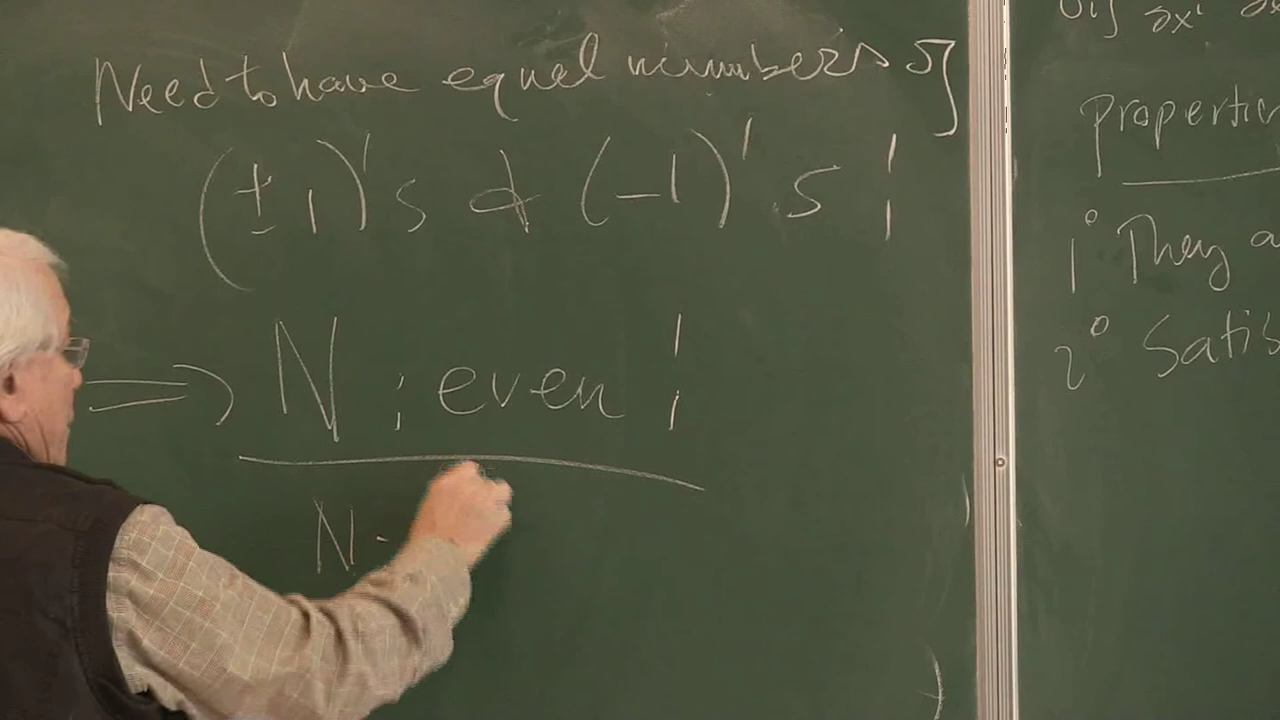 Need to have equal numbers of
(±1)'s & (-1)'s !
⇒ N : even !
N
∂x'
propertie
1° They a
2° Satis